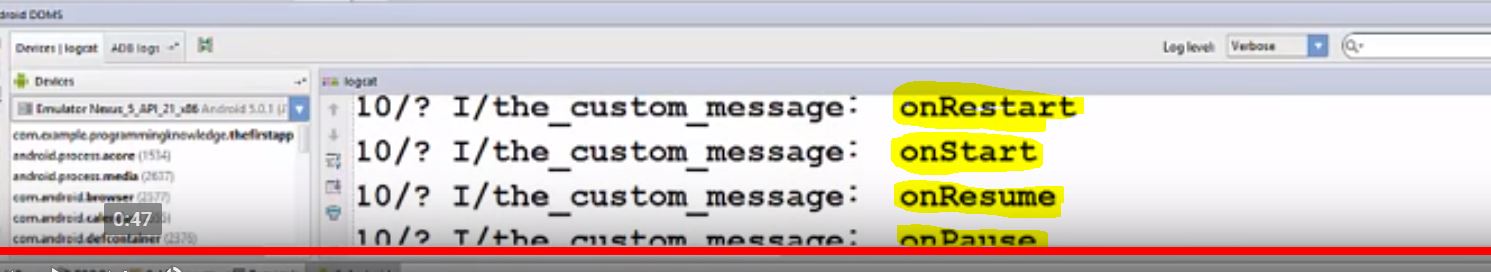 droid DDMS
Devices | logcat ADB logs
Log level: Verbose
Devices
logcat
Emulator Nexus_5_API_21_x86 Android 5.0.1
com.example.programmingknowledge.thefirstapp
android.process.acore (1534)
android.process.media (2637)
com.android.browser (2577)
com.android.cale
com.android.defcontainer (2376)
0:47
10/? I/the_custom_message: onRestart
10/? I/the_custom_message: onStart
10/? I/the_custom_message: onResume
10/? I/the_custom_message: onPause